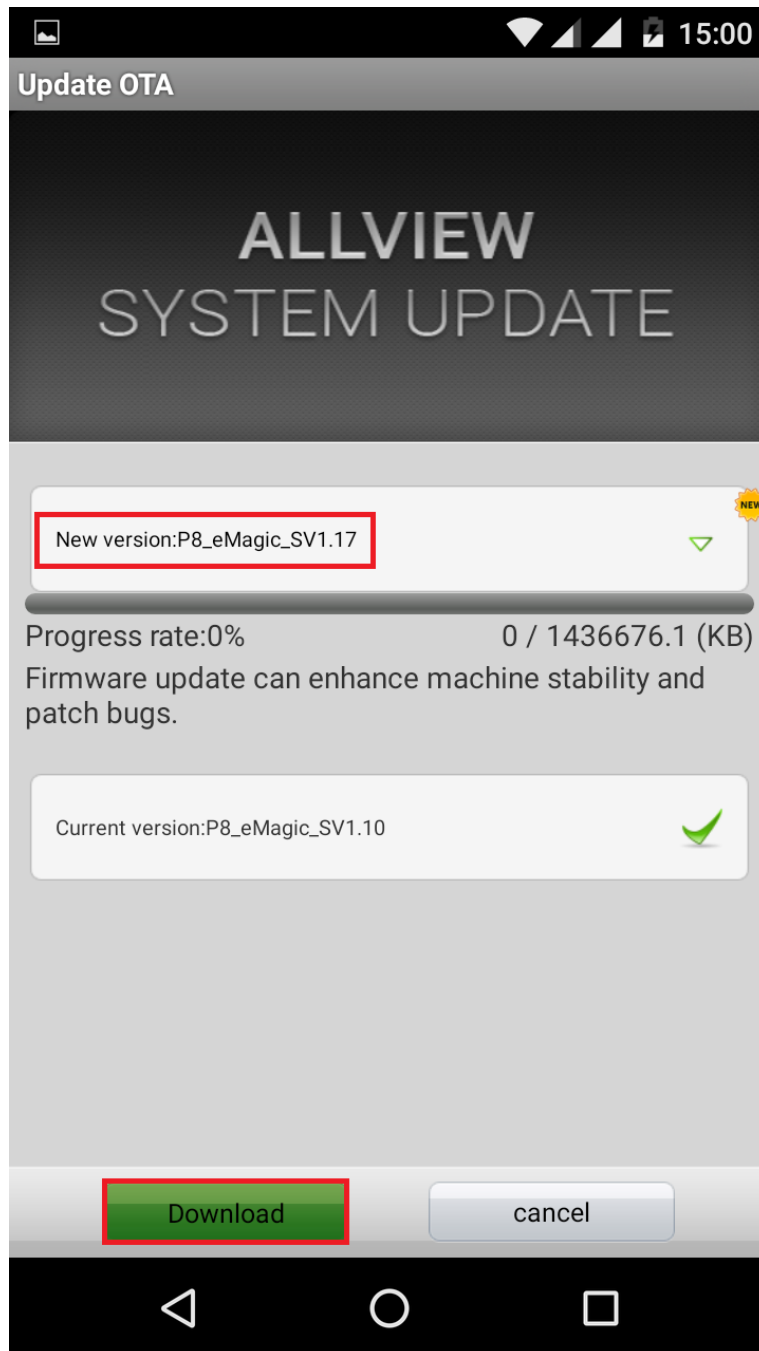 15:00
Update OTA
ALLVIEW
SYSTEM UPDATE
NEW
New version:P8_eMagic_SV1.17
Progress rate:0% 0 / 1436676.1 (KB)
Firmware update can enhance machine stability and
patch bugs.
Current version:P8_eMagic_SV1.10
Download cancel